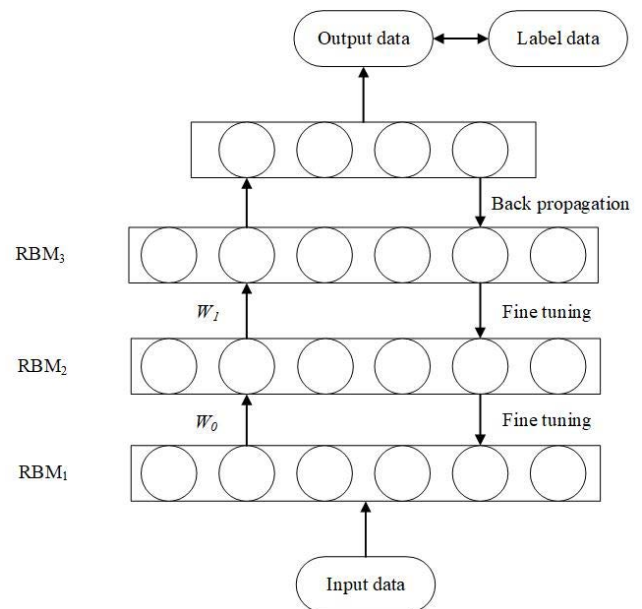 Output data
Label data
Back propagation
RBM₃
W₁
Fine tuning
RBM₂
W₀
Fine tuning
RBM₁
Input data